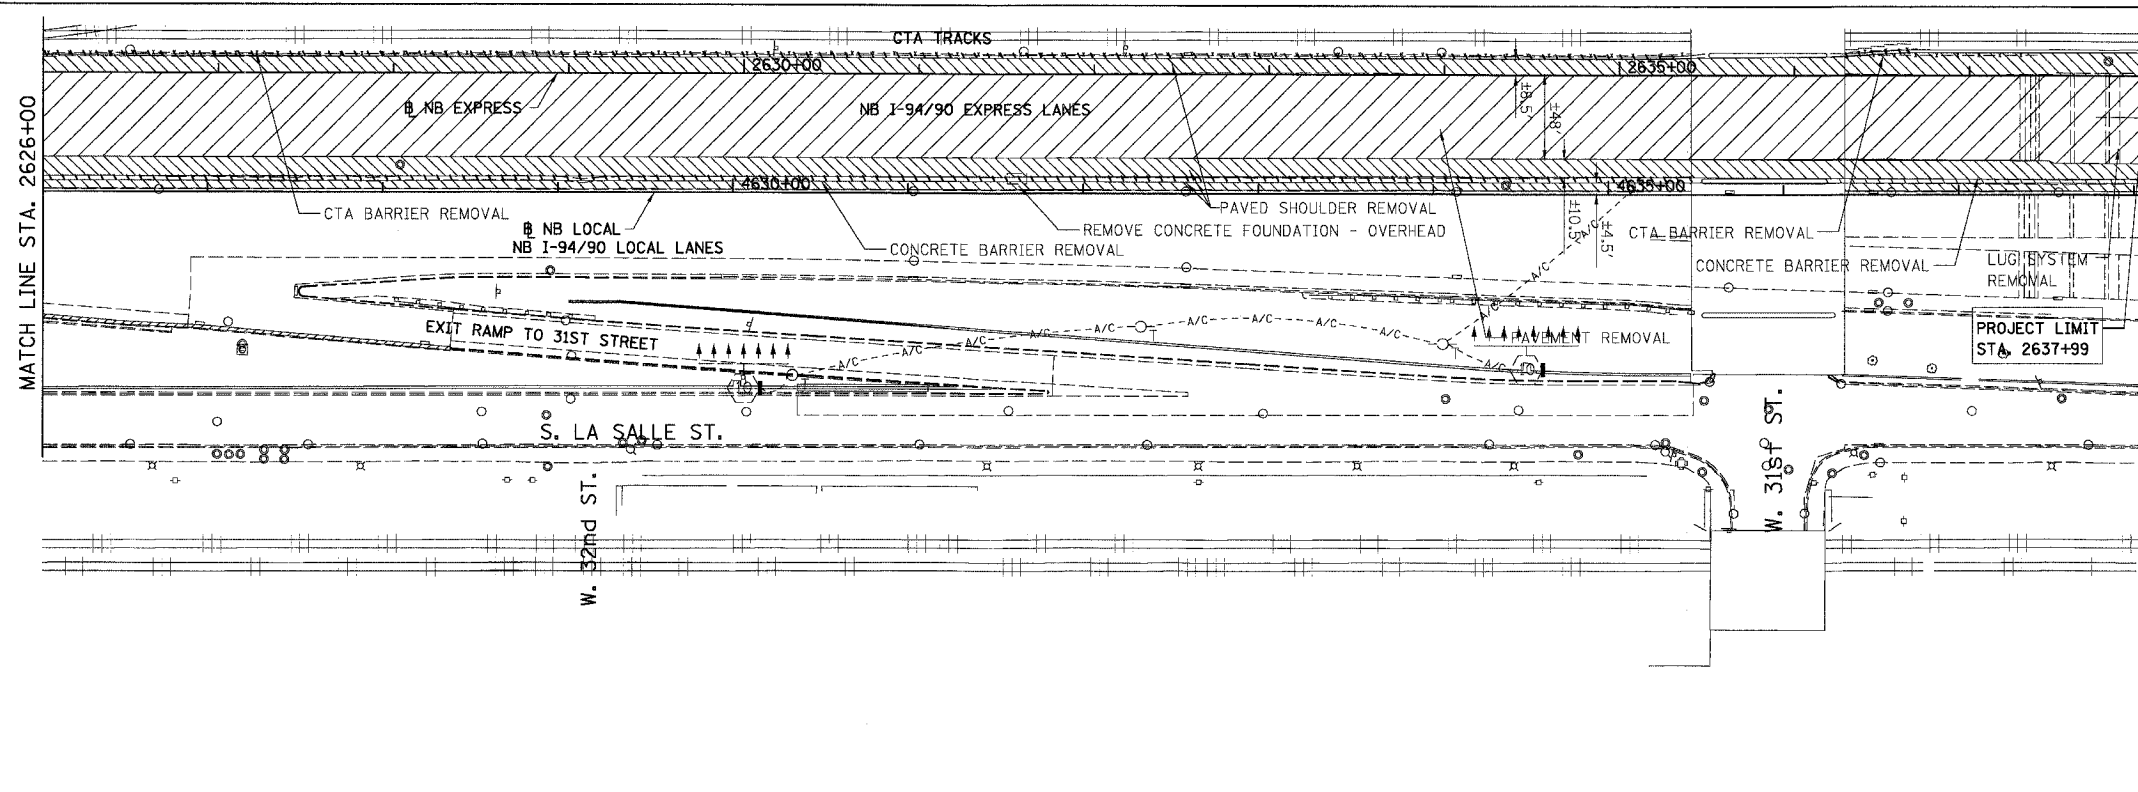 CTA TRACKS
2630+00
2635+00
NB EXPRESS
NB I-94/90 EXPRESS LANES
±8.5'
±48'
MATCH LINE STA. 2626+00
4630+00
4635+00
CTA BARRIER REMOVAL
PAVED SHOULDER REMOVAL
±10.5'
±4.5'
NB LOCAL
NB I-94/90 LOCAL LANES
REMOVE CONCRETE FOUNDATION - OVERHEAD
CTA BARRIER REMOVAL
CONCRETE BARRIER REMOVAL
CONCRETE BARRIER REMOVAL
LUG SYSTEM
REMOVAL
A/C
A/C
A/C
EXIT RAMP TO 31ST STREET
A/C
A/C
A/C
A/C
A/C
A/C
A/C
A/C
A/C
PAVEMENT REMOVAL
PROJECT LIMIT
STA. 2637+99
S. LA SALLE ST.
W. 32md ST.
W. 31ST ST.